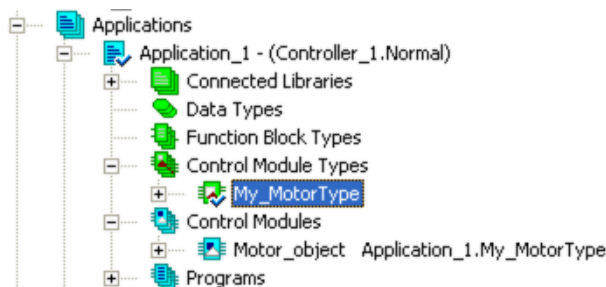 Applications
Application_1 - (Controller_1.Normal)
Connected Libraries
Data Types
Function Block Types
Control Module Types
My_MotorType
Control Modules
Motor_object Application_1.My_MotorType
Programs